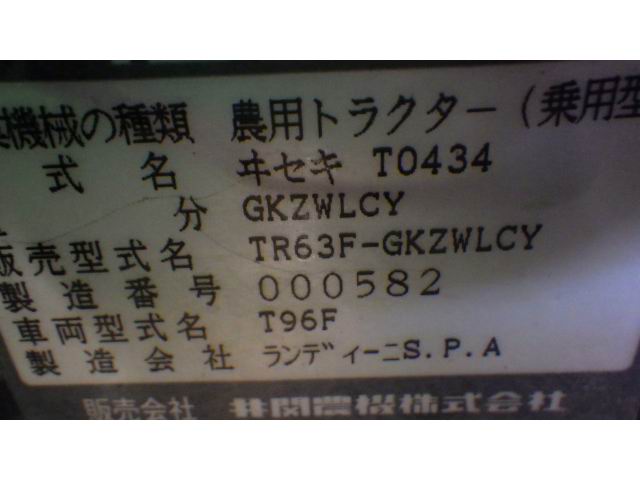 機械の種類 農用トラクター(乗用型
式名 ヰセキ T0434
分 GKZWLCY
販売型式名 TR63F-GKZWLCY
製造番号 000582
車両型式名 T96F
製造会社 ランディーニS.P.A
販売会社 井関農機株式会社